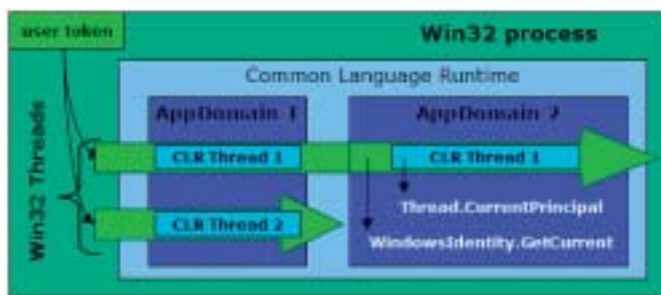 user token
Win32 process
Common Language Runtime
AppDomain 1
AppDomain 2
Win32 Threads
CLR Thread 1
CLR Thread 1
Thread.CurrentPrincipal
CLR Thread 2
WindowsIdentity.GetCurrent